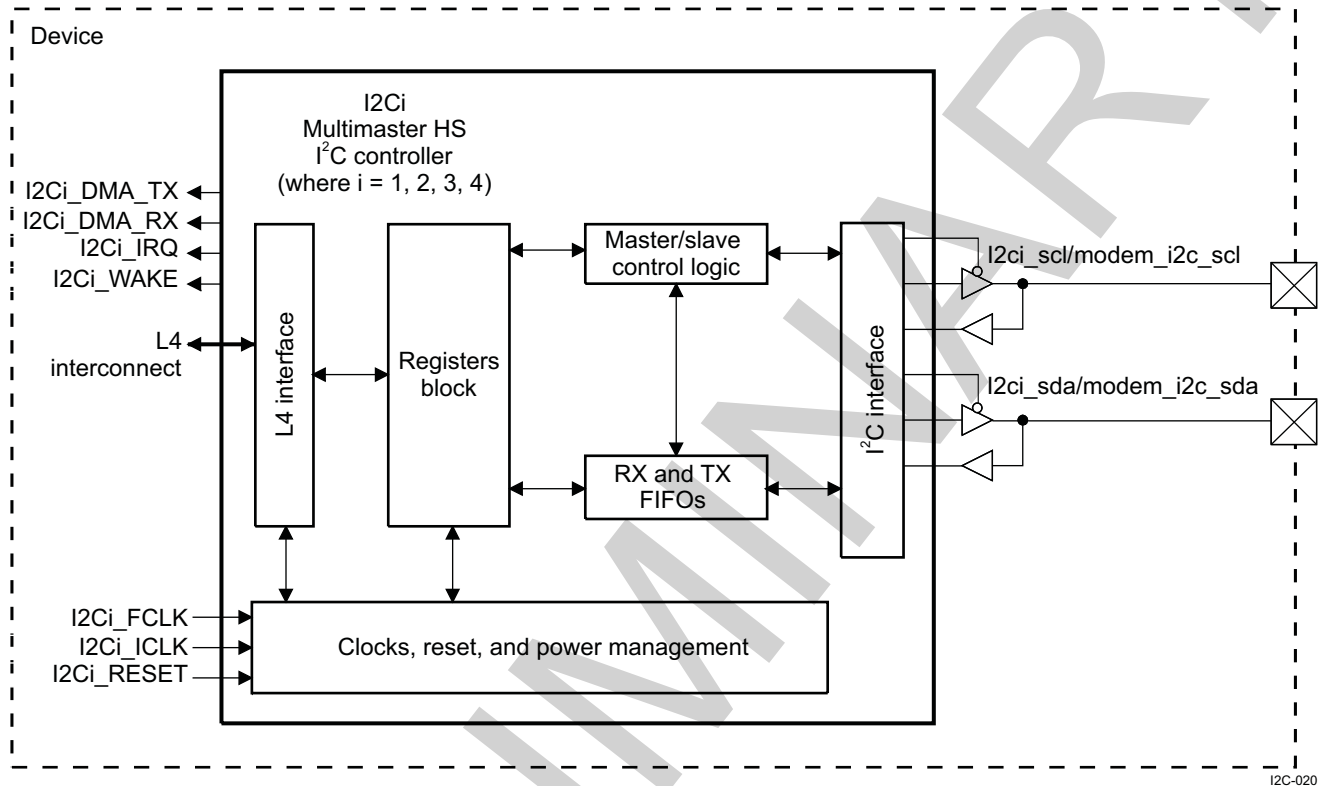 Device
I2Ci
Multimaster HS
I²C controller
(where i = 1, 2, 3, 4)
I2Ci_DMA_TX
I2Ci_DMA_RX
I2Ci_IRQ
I2Ci_WAKE
L4
interconnect
L4 interface
Registers
block
Master/slave
control logic
RX and TX
FIFOs
I²C interface
I2ci_scl/modem_i2c_scl
I2ci_sda/modem_i2c_sda
I2Ci_FCLK
I2Ci_ICLK
I2Ci_RESET
Clocks, reset, and power management
I2C-020